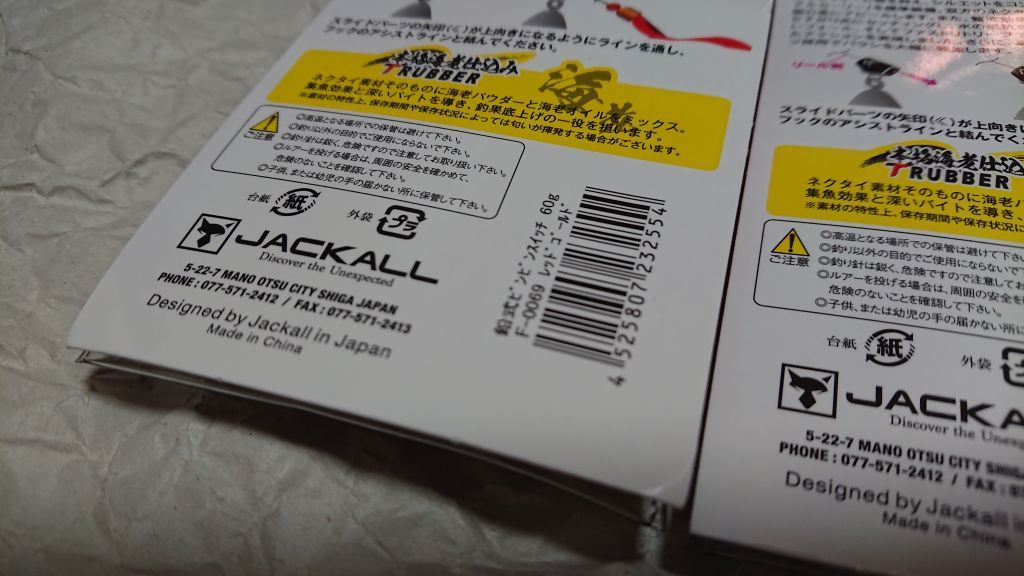 スライドパーツの矢印(く)が上向きになるようにラインを通し、
フックのアシストラインと結んでください。
本格海老仕込み
T RUBBER
ネクタイ素材そのものに海老パウダーと海老オイルをミックス。
集魚効果と深いバイトを導き、釣果底上げの一役を担います。
※素材の特性上、保存期間や保存状況によっては匂いが揮発する場合がございます。
ご注意
◎高温となる場所での保管は避けて下さい。
◎釣り以外の目的でご使用にならないで下さい。
◎釣り針は鋭く、危険ですので注意してお取り扱い下さい。
◎ルアーを投げる場合は、周囲の安全を確かめて、
危険のないことを確認して下さい。
◎子供、または幼児の手の届かない所に保管して下さい。
台紙
紙
外袋
プラ
JACKALL
Discover the Unexpected
5-22-7 MANO OTSU CITY SHIGA JAPAN
PHONE : 077-571-2412 / FAX : 077-571-2413
Designed by Jackall in Japan
Made in China
鉛式ビンビンスイッチ 60g
F-0069 レッドゴールド
4 525807 232554
リール側
スライドパーツの矢印(く)が上向き
フックのアシストラインと結んでく
本格海老仕込
T RUBBER
ネクタイ素材そのものに海老パ
集魚効果と深いバイトを導き、
※素材の特性上、保存期間や保存状況に
ご注意
◎高温となる場所での保管は避けて下さ
◎釣り以外の目的でご使用にならないで
◎釣り針は鋭く、危険ですので注意してお
◎ルアーを投げる場合は、周囲の安全を
危険のないことを確認して下さい。
◎子供、または幼児の手の届かない所に
台紙
紙
外袋
JACKA
Discover the Unexp
5-22-7 MANO OTSU CITY SHIG
PHONE : 077-571-2412 / FAX :
Designed by Jackall in
Made in China